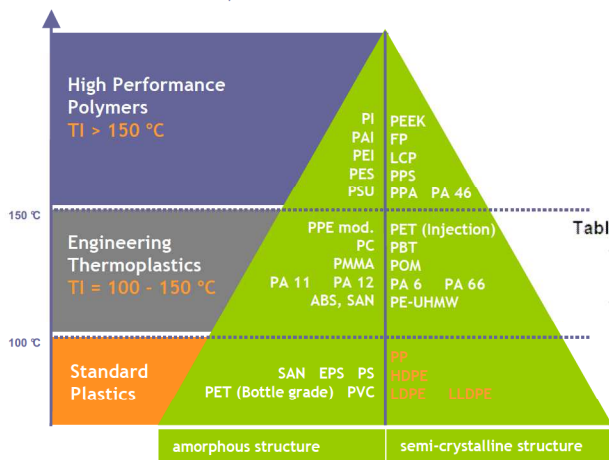 High Performance
Polymers
TI > 150 °C
PI PEEK
PAI FP
PEI LCP
PES PPS
PSU PPA PA 46
150 °C
Engineering
Thermoplastics
TI = 100 - 150 °C
PPE mod. PET (Injection)
PC PBT
PMMA POM
PA 11 PA 12 PA 6 PA 66
ABS, SAN PE-UHMW
Tabl
100 °C
Standard
Plastics
PP
SAN EPS PS HDPE
PET (Bottle grade) PVC LDPE LLDPE
amorphous structure semi-crystalline structure